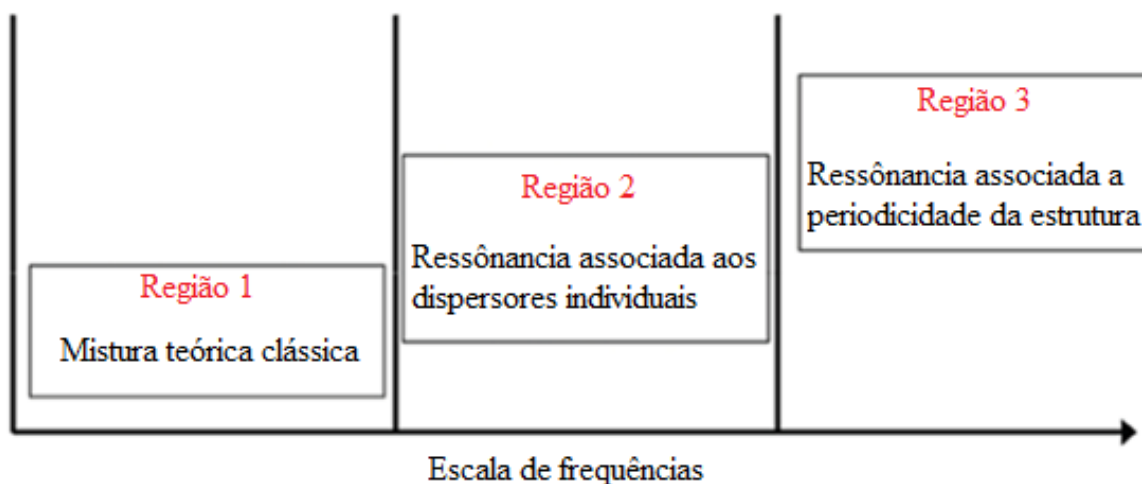 Região 1
Mistura teórica clássica
Região 2
Ressônancia associada aos
dispersores individuais
Região 3
Ressônancia associada a
periodicidade da estrutura
Escala de frequências